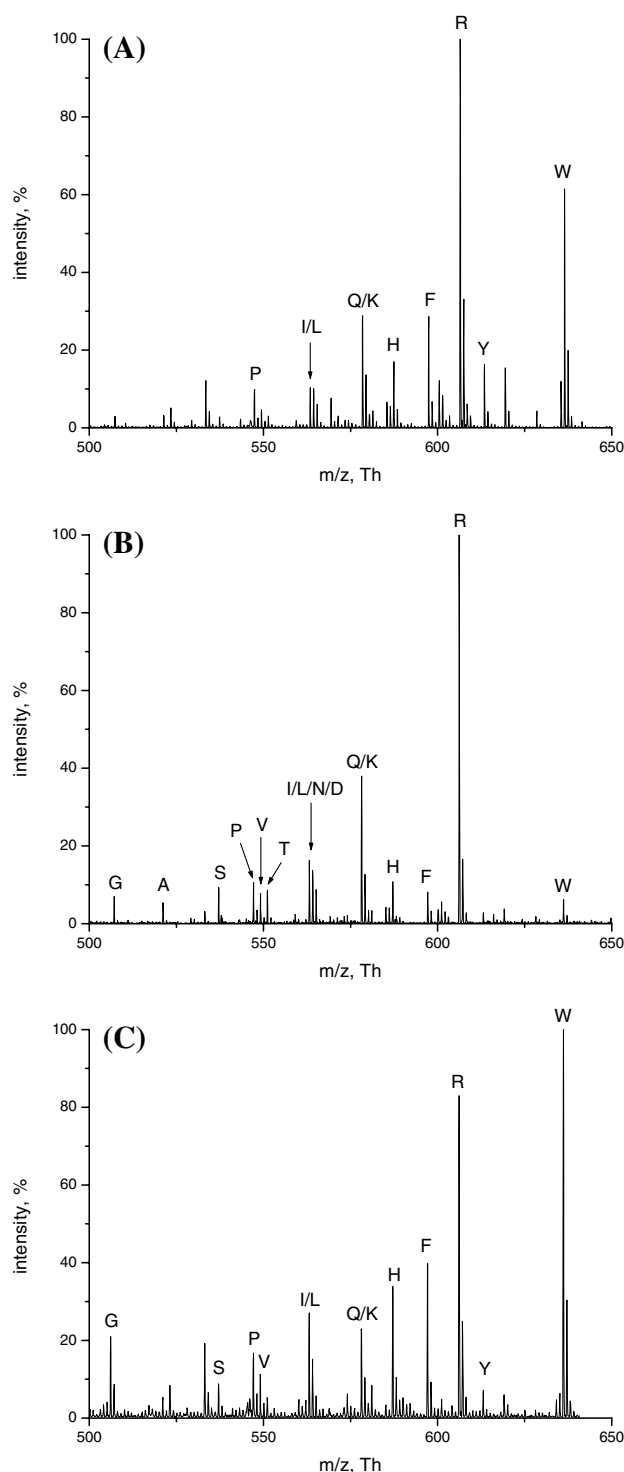 (A)
intensity, %
100
80
60
40
20
0
P
I/L
Q/K
H
F
R
Y
W
500
550
600
650
m/z, Th
(B)
intensity, %
100
80
60
40
20
0
G
A
S
P
V
T
I/L/N/D
Q/K
H
F
R
W
500
550
600
650
m/z, Th
(C)
intensity, %
100
80
60
40
20
0
G
S
P
V
I/L
Q/K
H
F
R
Y
W
500
550
600
650
m/z, Th